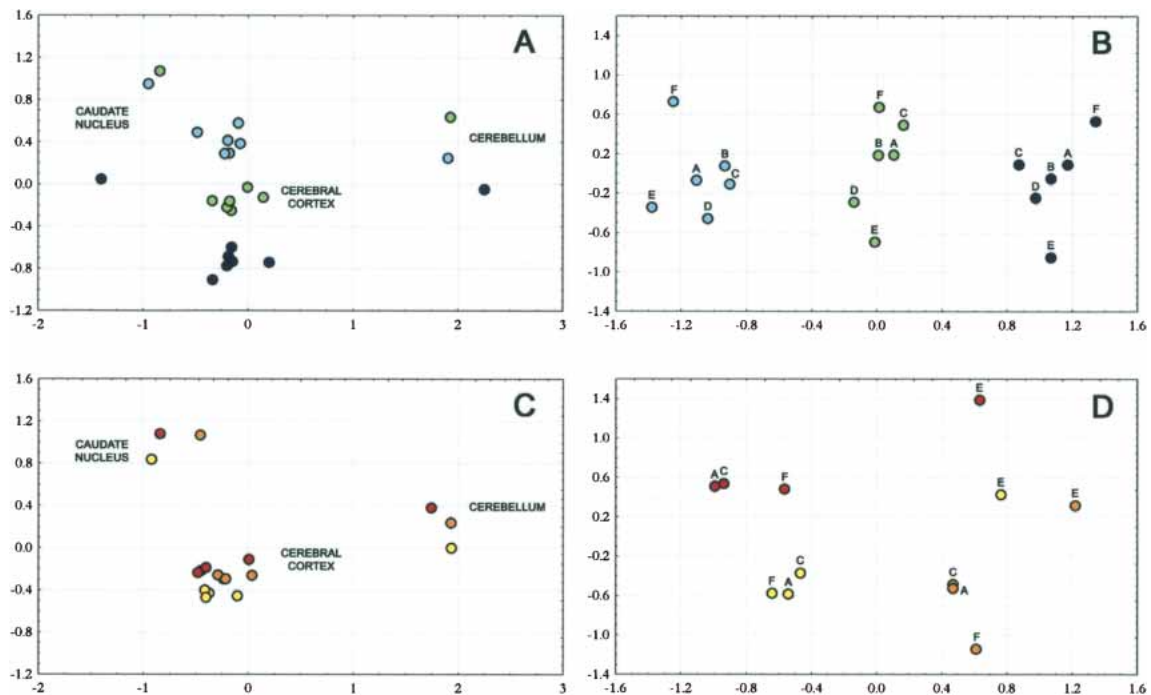 A
1.6
1.2
0.8
0.4
0.0
-0.4
-0.8
-1.2
CAUDATE
NUCLEUS
CEREBELLUM
CEREBRAL
CORTEX
-2 -1 0 1 2 3
B
1.4
1.0
0.6
0.2
-0.2
-0.6
-1.0
-1.4
F
F
C
F
B
A
C
B
A
B
A
C
D
E
D
D
E
E
-1.6 -1.2 -0.8 -0.4 0.0 0.4 0.8 1.2 1.6
C
1.6
1.2
0.8
0.4
0.0
-0.4
-0.8
-1.2
CAUDATE
NUCLEUS
CEREBELLUM
CEREBRAL
CORTEX
-2 -1 0 1 2 3
D
1.4
1.0
0.6
0.2
-0.2
-0.6
-1.0
-1.4
E
A C
F
E
E
C
F A
C
A
F
-1.6 -1.2 -0.8 -0.4 0.0 0.4 0.8 1.2 1.6